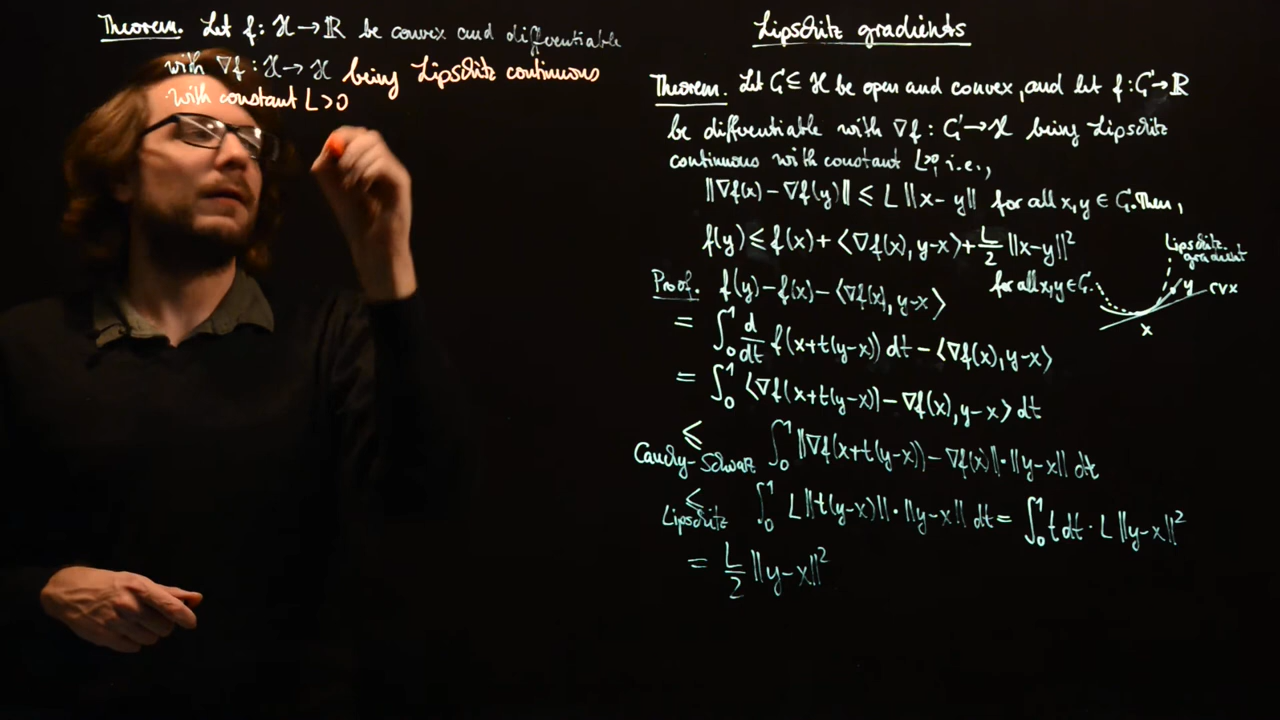 Theorem. Let f: H → R be convex and differentiable
with ∇f : H → H being Lipschitz continuous
with constant L>0
Lipschitz gradients
Theorem. Let G ⊆ H be open and convex, and let f: G → R
be differentiable with ∇f : G → H being Lipschitz
continuous with constant L>0, i.e.,
||∇f(x) − ∇f(y)|| ≤ L ||x−y|| for all x,y ∈ G. Then,
f(y) ≤ f(x) + ⟨∇f(x), y−x⟩ + L/2 ||x−y||²
for all x,y ∈ G.
Lipschitz
gradient
y
cvx
x
Proof. f(y) − f(x) − ⟨∇f(x), y−x⟩
= ∫₀¹ d/dt f(x+t(y−x)) dt − ⟨∇f(x), y−x⟩
= ∫₀¹ ⟨∇f(x+t(y−x)) − ∇f(x), y−x⟩ dt
≤ Cauchy-Schwarz ∫₀¹ ||∇f(x+t(y−x)) − ∇f(x)|| · ||y−x|| dt
≤ Lipschitz ∫₀¹ L||t(y−x)|| · ||y−x|| dt = ∫₀¹ t dt · L ||y−x||²
= L/2 ||y−x||²